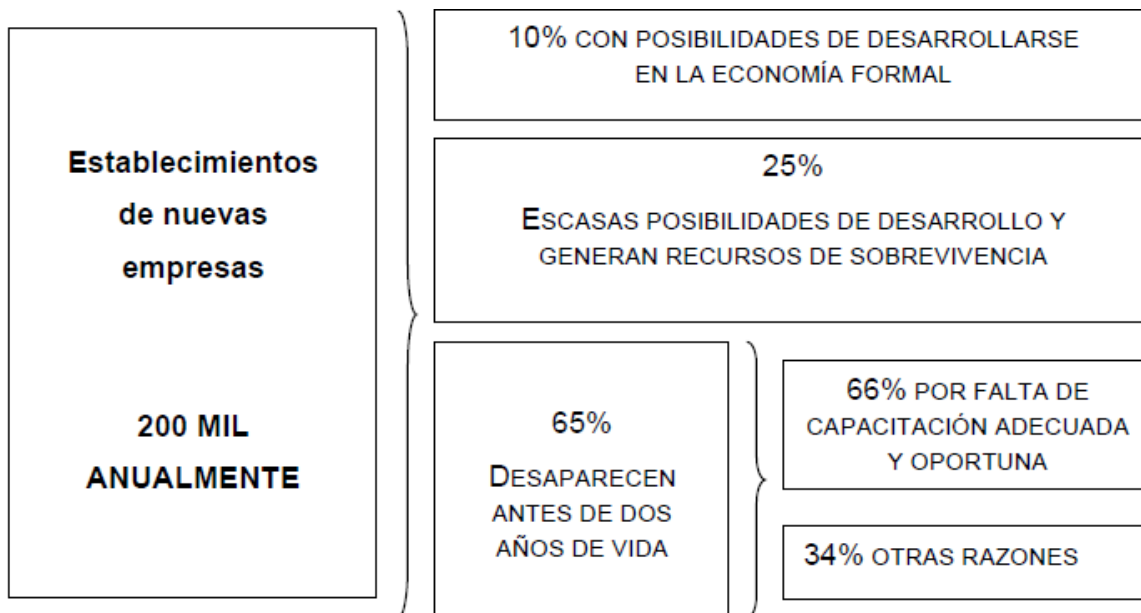 Establecimientos
de nuevas
empresas
200 MIL
ANUALMENTE
10% CON POSIBILIDADES DE DESARROLLARSE
EN LA ECONOMÍA FORMAL
25%
ESCASAS POSIBILIDADES DE DESARROLLO Y
GENERAN RECURSOS DE SOBREVIVENCIA
65%
DESAPARECEN
ANTES DE DOS
AÑOS DE VIDA
66% POR FALTA DE
CAPACITACIÓN ADECUADA
Y OPORTUNA
34% OTRAS RAZONES